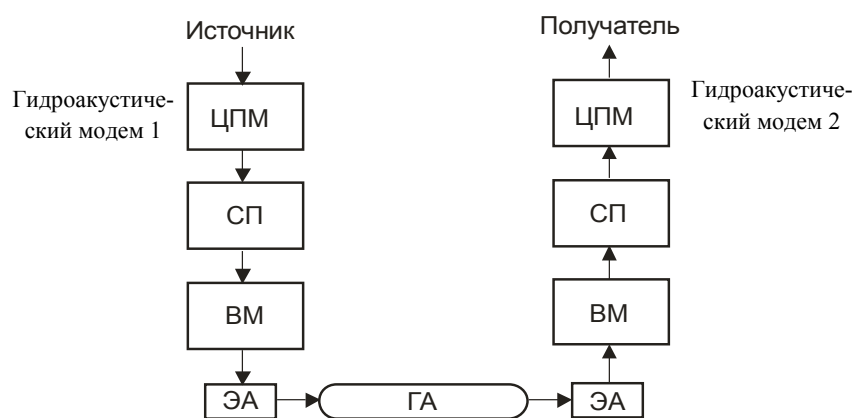 Источник
Получатель
Гидроакустиче-
ский модем 1
ЦПМ
ЦПМ
Гидроакустиче-
ский модем 2
СП
СП
ВМ
ВМ
ЭА
ГА
ЭА